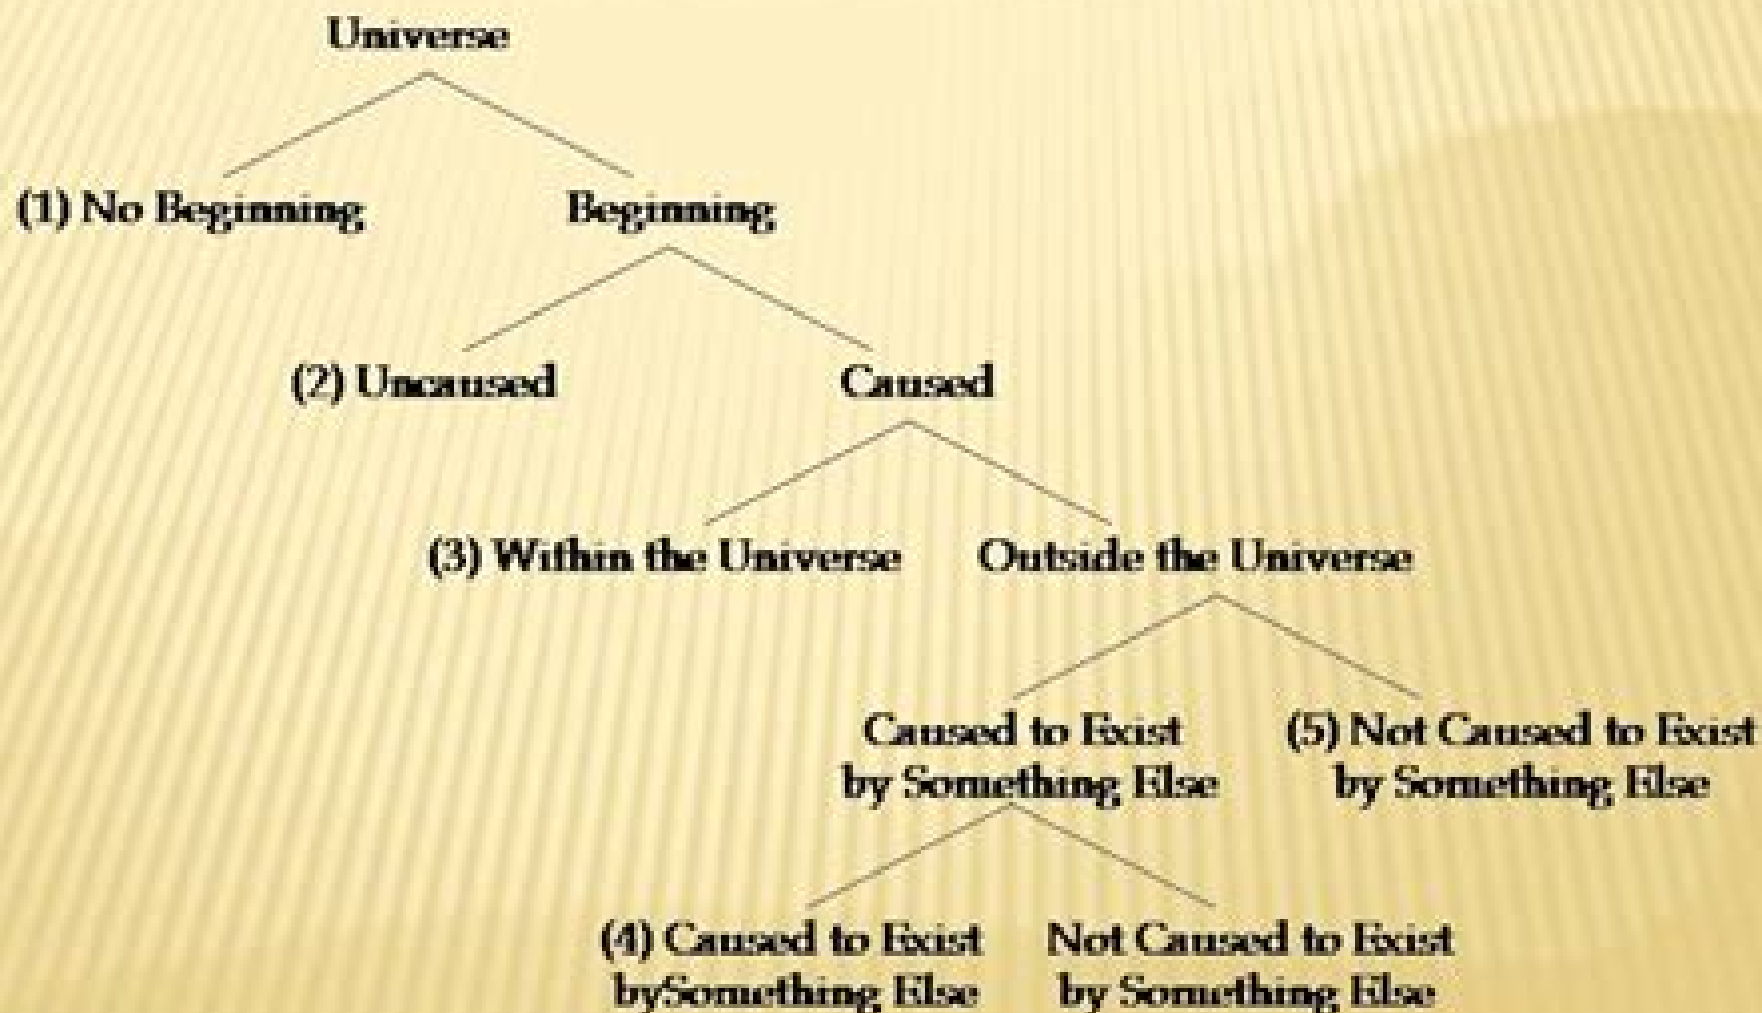 Universe
(1) No Beginning
Beginning
(2) Uncaused
Caused
(3) Within the Universe
Outside the Universe
Caused to Exist
by Something Else
(5) Not Caused to Exist
by Something Else
(4) Caused to Exist
bySomething Else
Not Caused to Exist
by Something Else